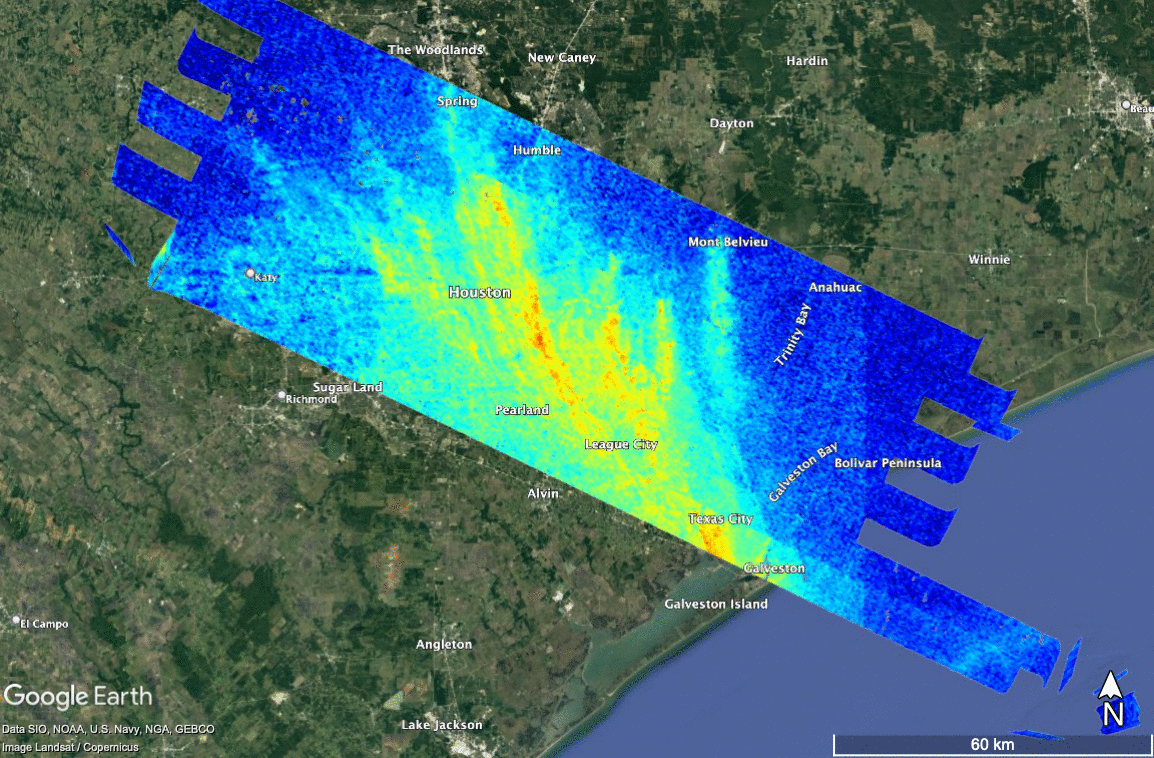 The Woodlands
New Caney
Hardin
Spring
Beau
Dayton
Humble
Mont Belvieu
Winnie
Katy
Anahuac
Houston
Trinity Bay
Sugar Land
Richmond
Pearland
League City
Galveston Bay
Bolivar Peninsula
Alvin
Texas City
Galveston
Galveston Island
El Campo
Angleton
Google Earth
N
Lake Jackson
Data SIO, NOAA, U.S. Navy, NGA, GEBCO
Image Landsat / Copernicus
60 km